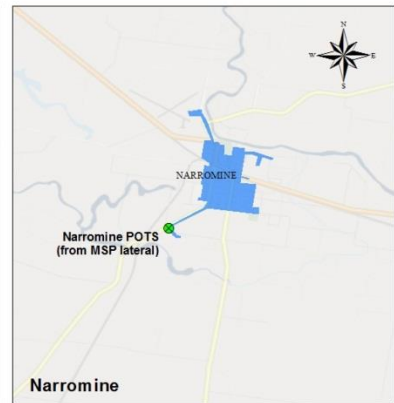 N
W E
S
NARROMINE
Narromine POTS
(from MSP lateral)
Narromine